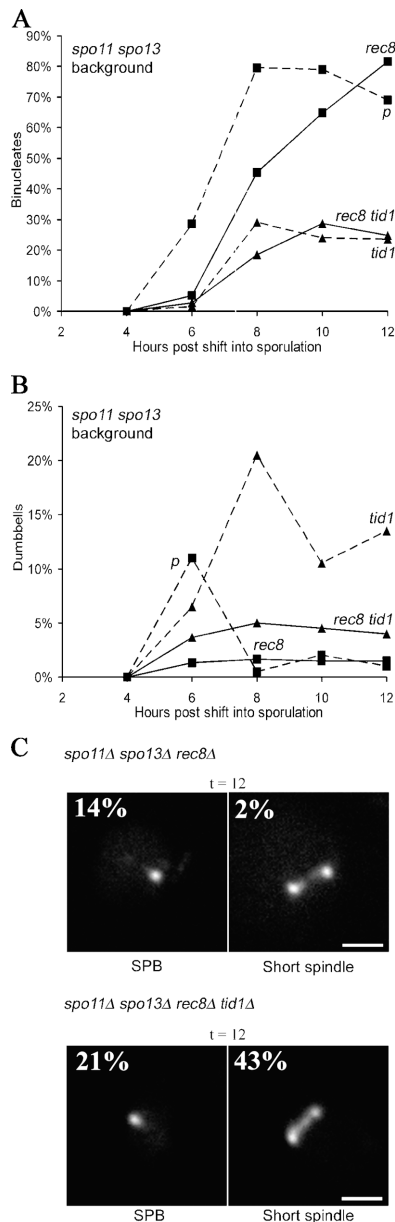 A
spo11 spo13
background
90%
80%
70%
60%
50%
40%
30%
20%
10%
0%
Binucleates
rec8
p
rec8 tid1
tid1
2 4 6 8 10 12
Hours post shift into sporulation
B
spo11 spo13
background
25%
20%
15%
10%
5%
0%
Dumbbells
p
tid1
rec8 tid1
rec8
2 4 6 8 10 12
Hours post shift into sporulation
C
spo11Δ spo13Δ rec8Δ
t = 12
14% 2%
SPB Short spindle
spo11Δ spo13Δ rec8Δ tid1Δ
t = 12
21% 43%
SPB Short spindle